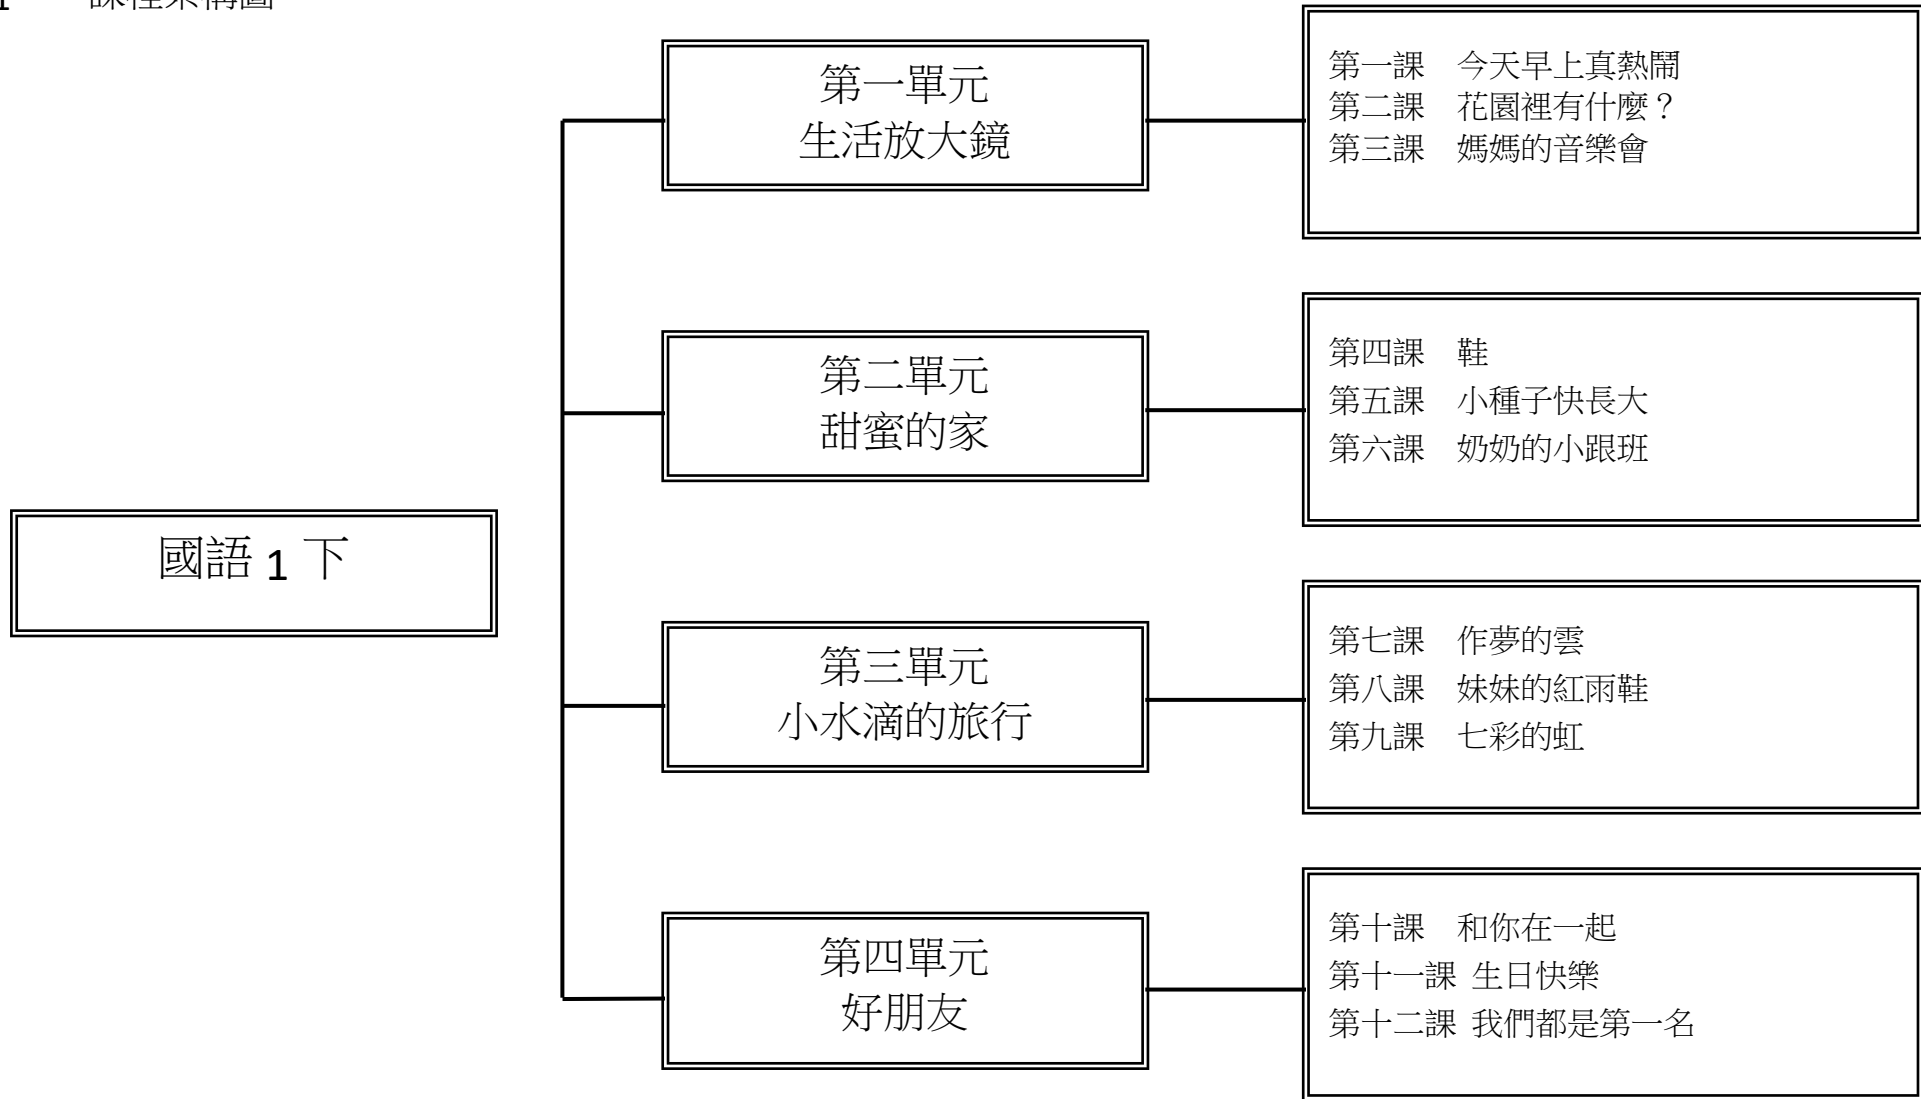 國語 1 下
第一單元
生活放大鏡
第一課　今天早上真熱鬧
第二課　花園裡有什麼？
第三課　媽媽的音樂會
第二單元
甜蜜的家
第四課　鞋
第五課　小種子快長大
第六課　奶奶的小跟班
第三單元
小水滴的旅行
第七課　作夢的雲
第八課　妹妹的紅雨鞋
第九課　七彩的虹
第四單元
好朋友
第十課　和你在一起
第十一課 生日快樂
第十二課 我們都是第一名